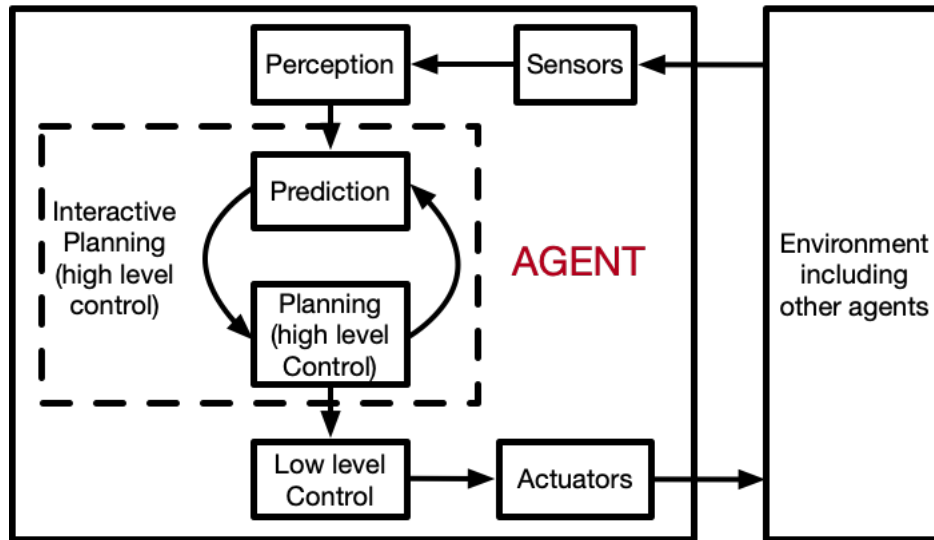 Perception
Sensors
Prediction
Interactive
Planning
(high level
control)
AGENT
Planning
(high level
Control)
Environment
including
other agents
Low level
Control
Actuators